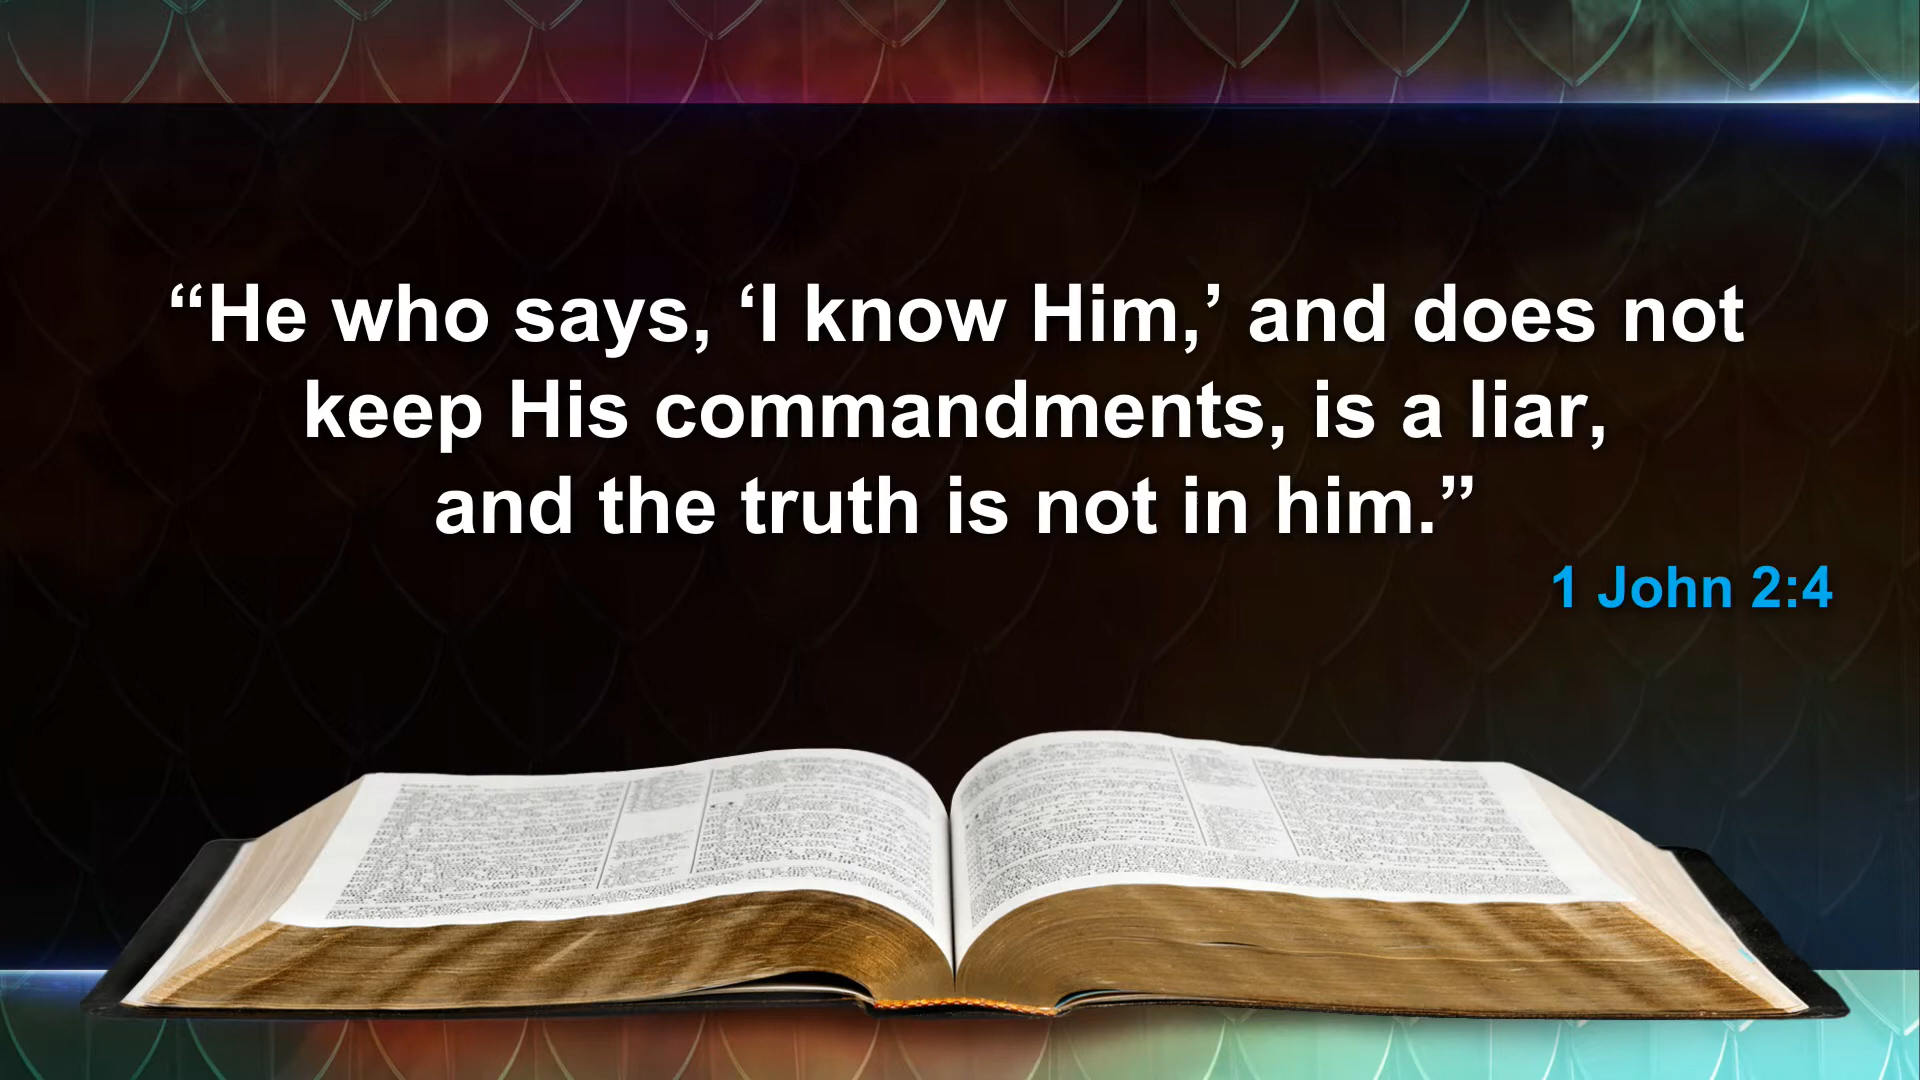 “He who says, ‘I know Him,’ and does not
keep His commandments, is a liar,
and the truth is not in him.”
1 John 2:4